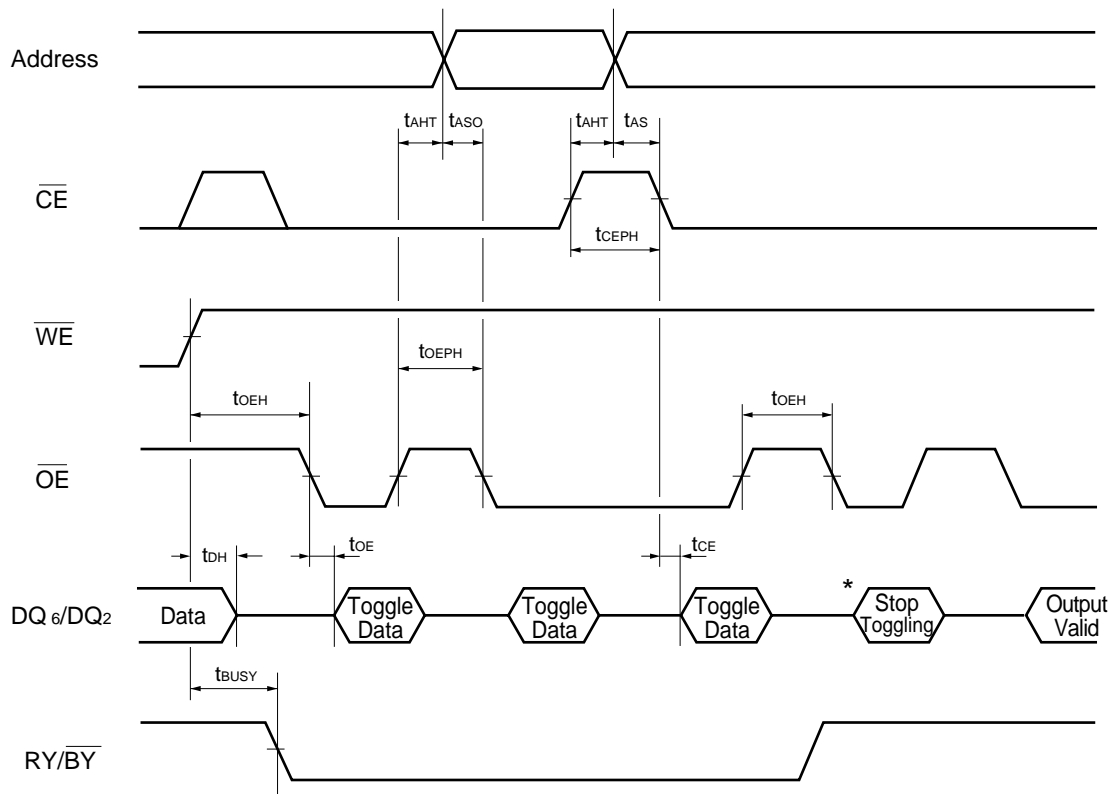 Address
tAHT tASO tAHT tAS
CE
tCEPH
WE
tOEPH
tOEH tOEH
OE
tDH tOE tCE
*
DQ6/DQ2 Data Toggle Data Toggle Data Toggle Data Stop Toggling Output Valid
tBUSY
RY/BY